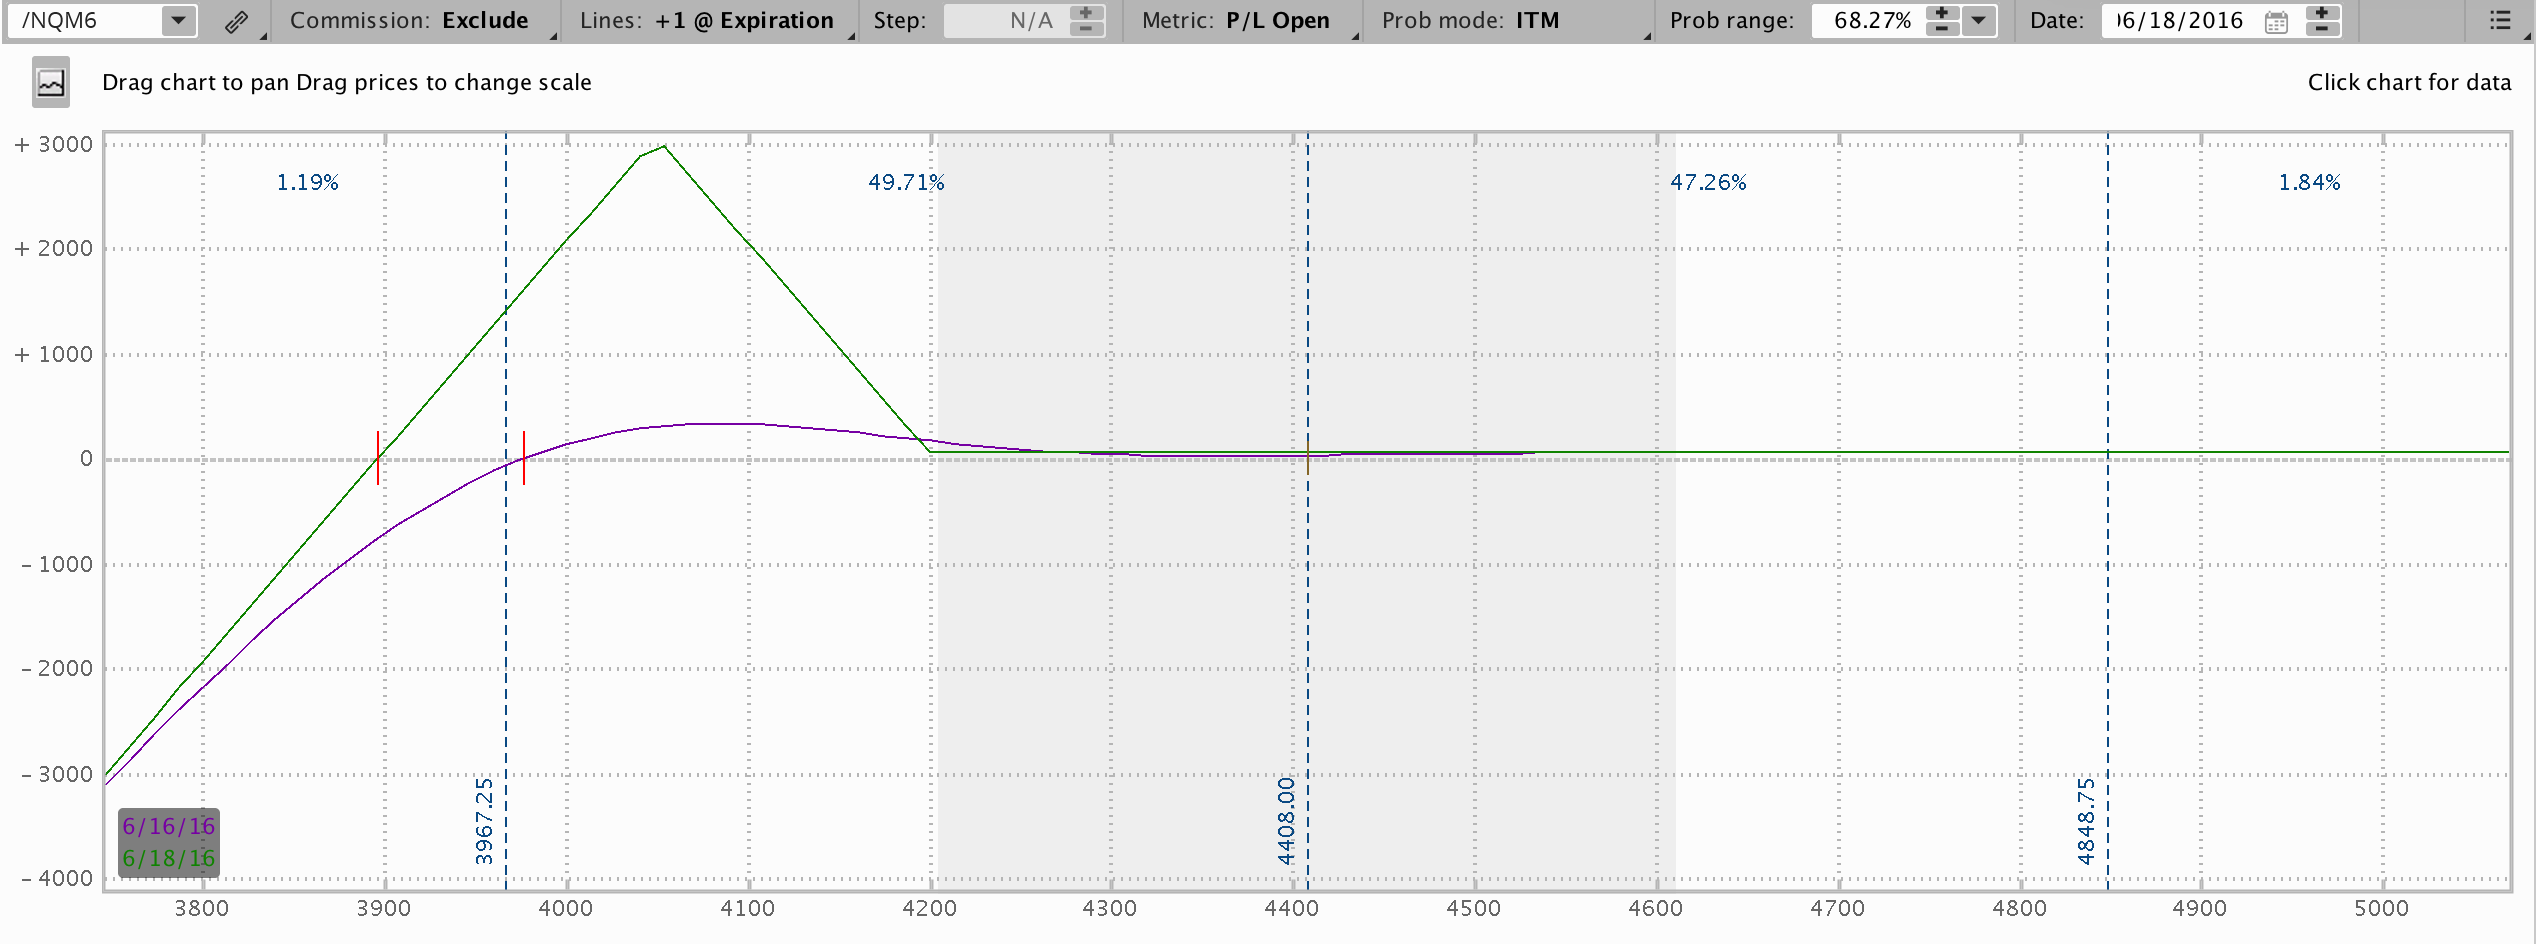 /NQM6 Commission: Exclude Lines: +1 @ Expiration Step: N/A Metric: P/L Open Prob mode: ITM Prob range: 68.27% Date: 06/18/2016
Drag chart to pan Drag prices to change scale Click chart for data
+ 3000
1.19% 49.71% 47.26% 1.84%
+ 2000
+ 1000
0
- 1000
- 2000
- 3000
3967.25 4408.00 4848.75
6/16/16
6/18/16
- 4000
3800 3900 4000 4100 4200 4300 4400 4500 4600 4700 4800 4900 5000